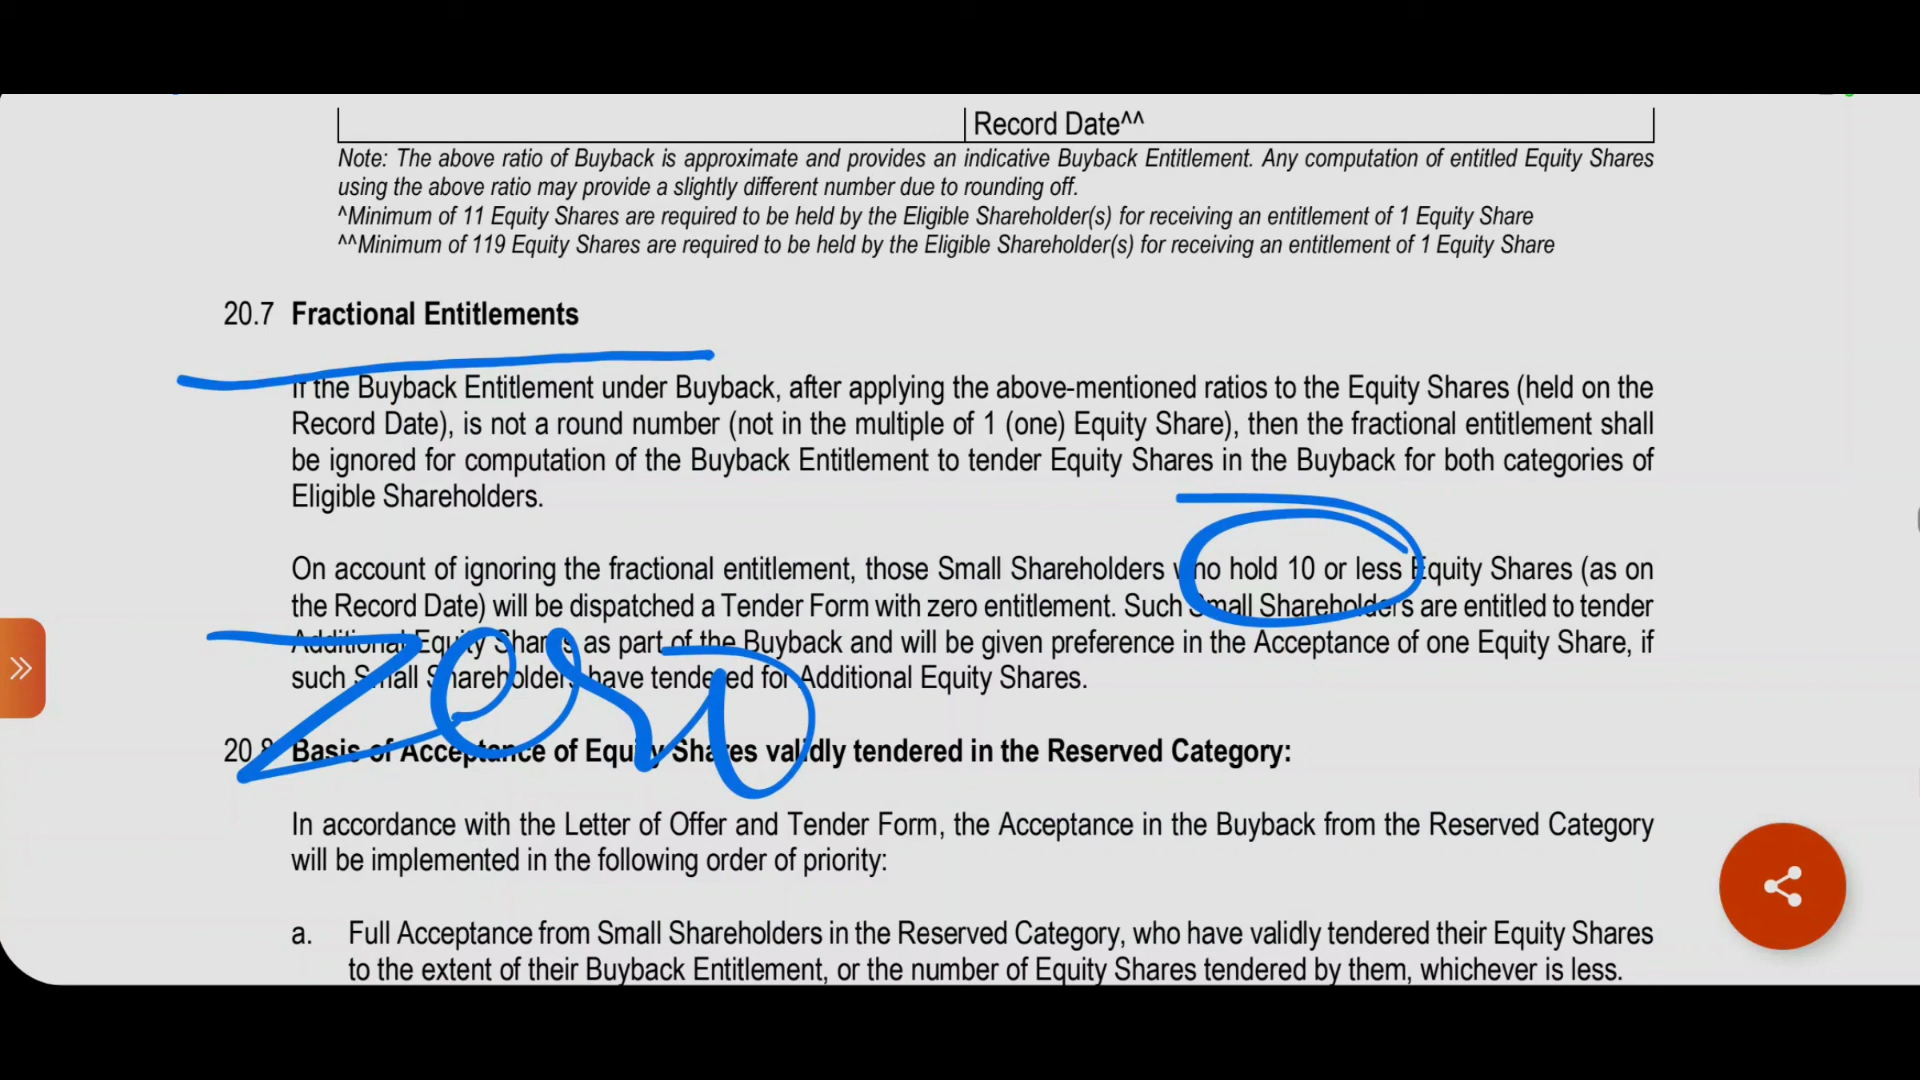 Record Date^^
Note: The above ratio of Buyback is approximate and provides an indicative Buyback Entitlement. Any computation of entitled Equity Shares
using the above ratio may provide a slightly different number due to rounding off.
^Minimum of 11 Equity Shares are required to be held by the Eligible Shareholder(s) for receiving an entitlement of 1 Equity Share
^^Minimum of 119 Equity Shares are required to be held by the Eligible Shareholder(s) for receiving an entitlement of 1 Equity Share
20.7 Fractional Entitlements
If the Buyback Entitlement under Buyback, after applying the above-mentioned ratios to the Equity Shares (held on the
Record Date), is not a round number (not in the multiple of 1 (one) Equity Share), then the fractional entitlement shall
be ignored for computation of the Buyback Entitlement to tender Equity Shares in the Buyback for both categories of
Eligible Shareholders.
On account of ignoring the fractional entitlement, those Small Shareholders who hold 10 or less Equity Shares (as on
the Record Date) will be dispatched a Tender Form with zero entitlement. Such Small Shareholders are entitled to tender
Additional Equity Shares as part of the Buyback and will be given preference in the Acceptance of one Equity Share, if
such Small Shareholders have tendered for Additional Equity Shares.
zero
20.8 Basis of Acceptance of Equity Shares validly tendered in the Reserved Category:
In accordance with the Letter of Offer and Tender Form, the Acceptance in the Buyback from the Reserved Category
will be implemented in the following order of priority:
a. Full Acceptance from Small Shareholders in the Reserved Category, who have validly tendered their Equity Shares
to the extent of their Buyback Entitlement, or the number of Equity Shares tendered by them, whichever is less.